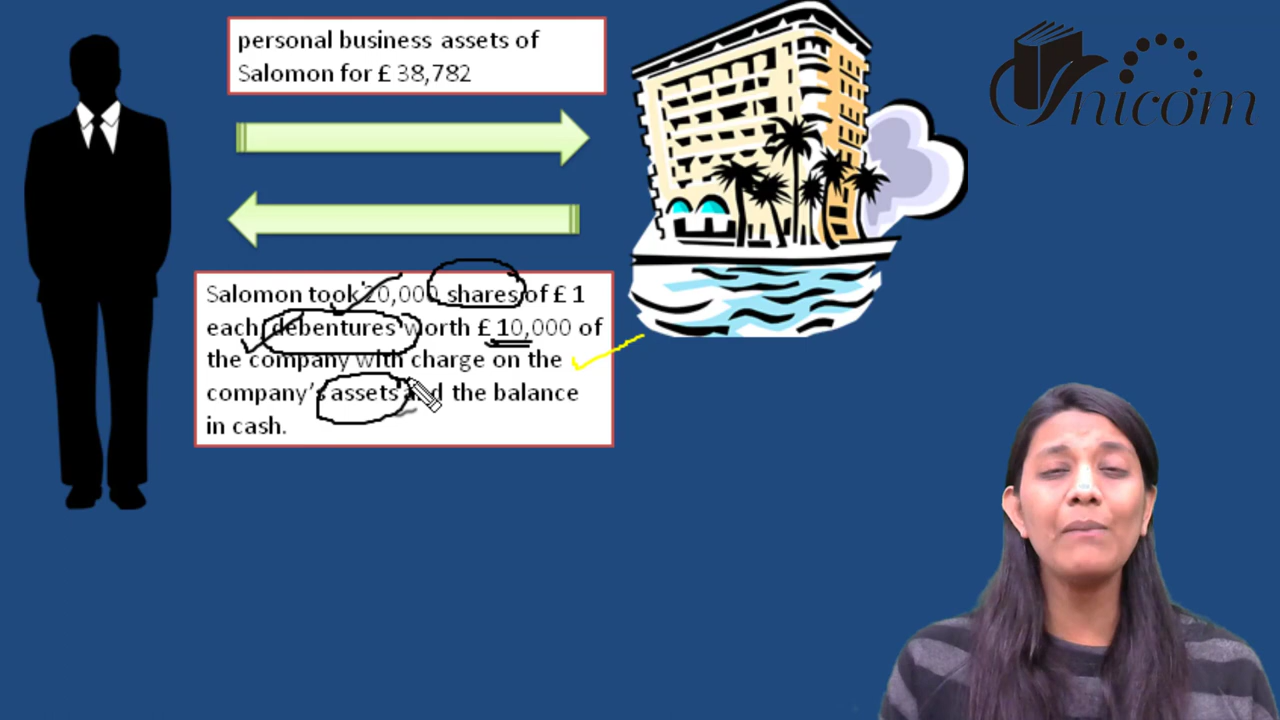 personal business assets of
Salomon for £ 38,782
Unicom
Salomon took 20,000 shares of £ 1
each debentures worth £ 10,000 of
the company with charge on the
company's assets and the balance
in cash.